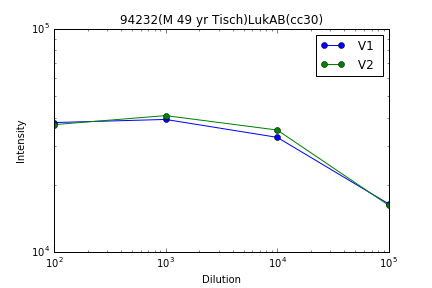 94232(M 49 yr Tisch)LukAB(cc30)
10^5
V1
V2
Intensity
10^4
10^2
10^3
10^4
10^5
Dilution